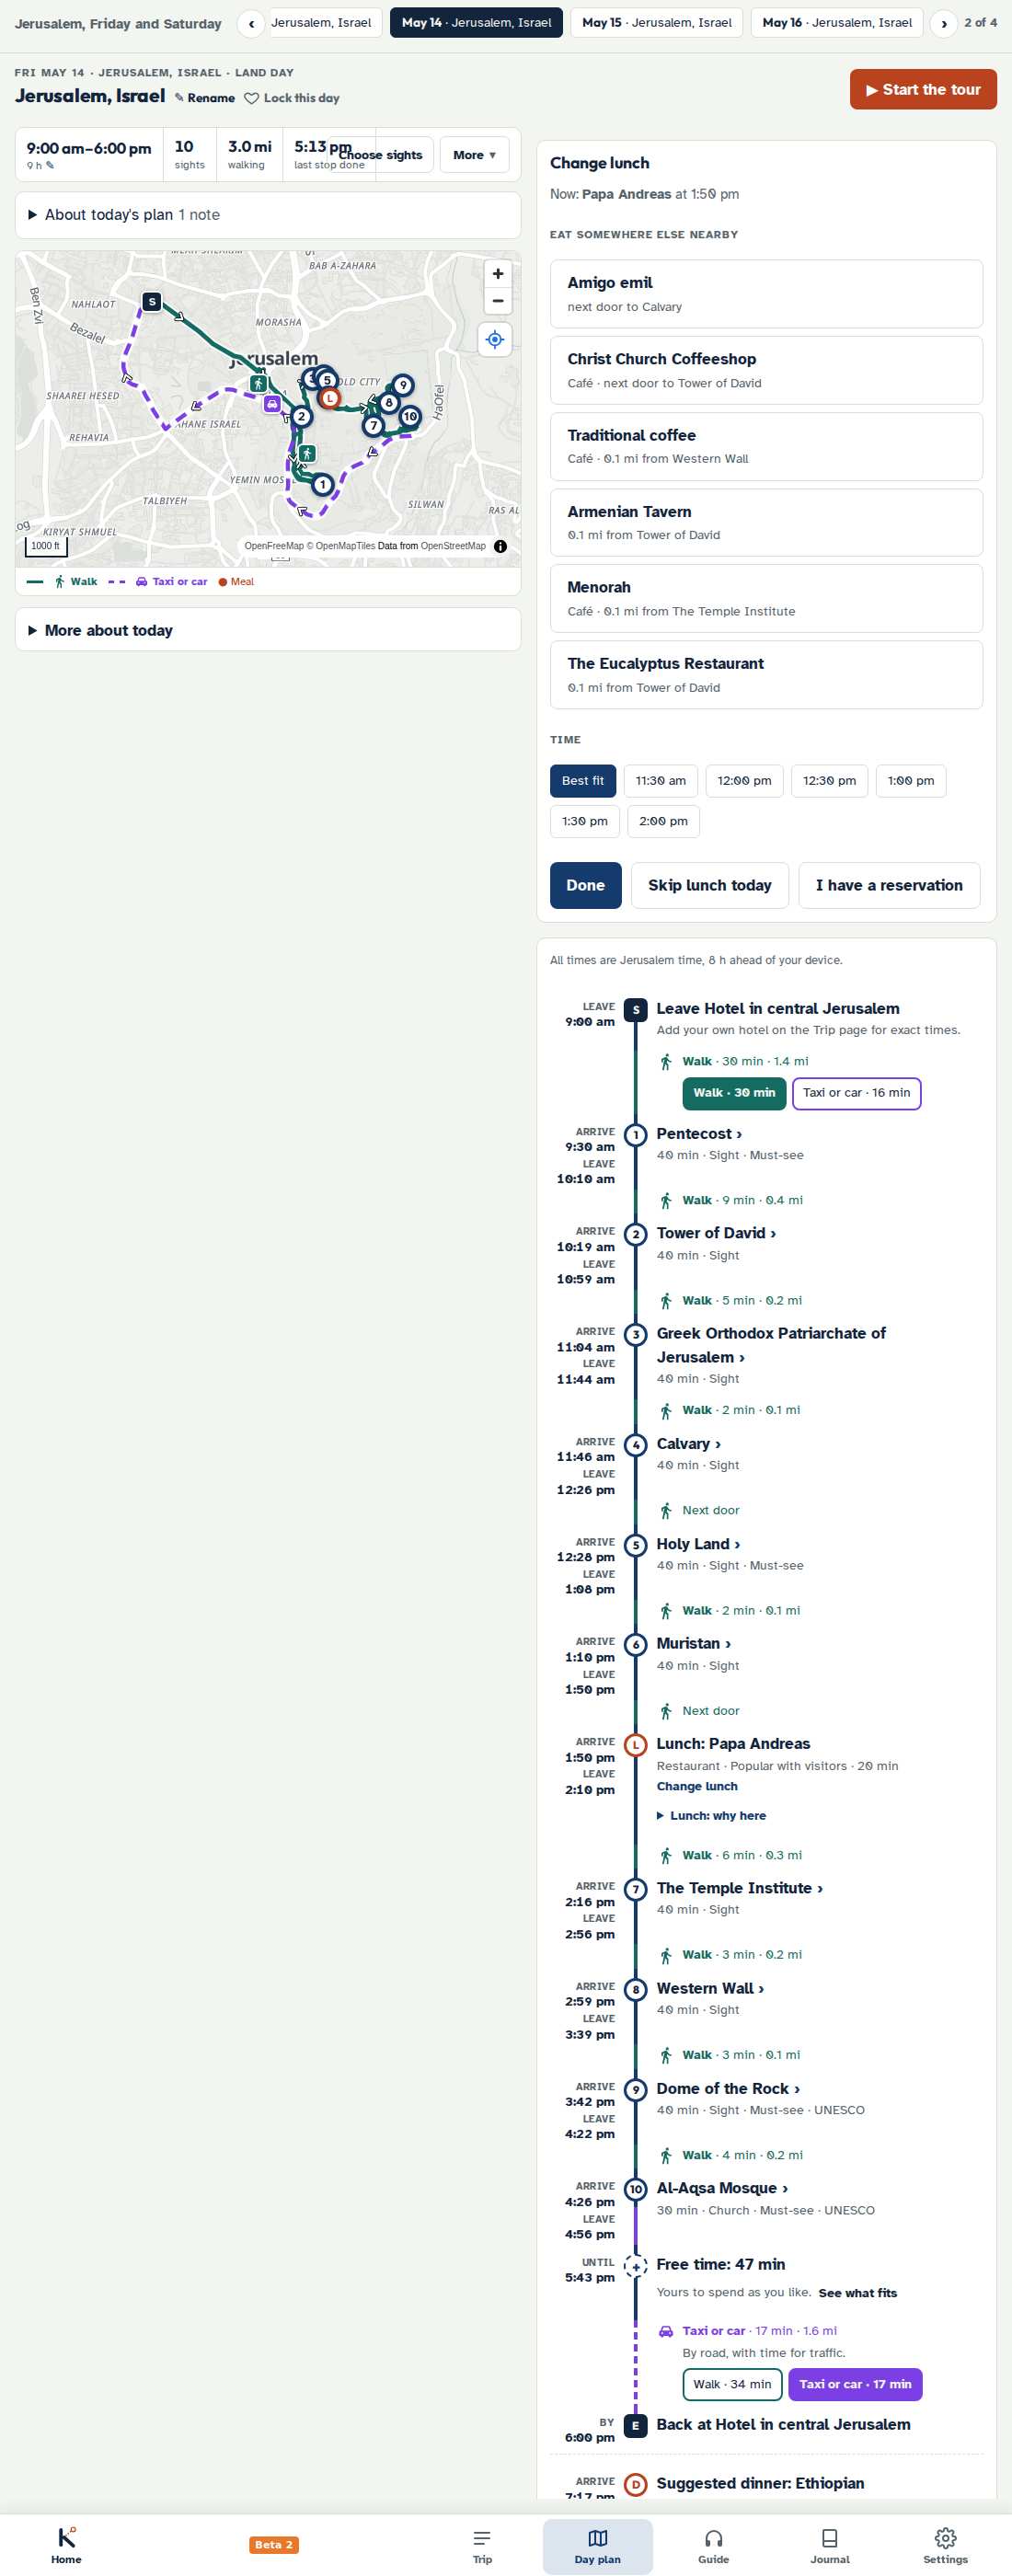 Jerusalem, Friday and Saturday
‹
Jerusalem, Israel
May 14 · Jerusalem, Israel
May 15 · Jerusalem, Israel
May 16 · Jerusalem, Israel
›
2 of 4
FRI MAY 14 · JERUSALEM, ISRAEL · LAND DAY
Jerusalem, Israel ✎ Rename Lock this day
▶ Start the tour
9:00 am–6:00 pm
9 h ✎
10
sights
3.0 mi
walking
5:13 pm
last stop done
Choose sights
More ▾
▶ About today's plan 1 note
BAB A-ZAHARA
Ben Zvi
NAHLAOT
Bezalel
MORASHA
S
Jerusalem
OLD CITY
3
5
L
9
8
10
7
2
1
HaOfel
SHAAREI HESED
REHAVIA
TALBIYEH
SILWAN
RAS AL
KIRYAT SHMUEL
+
−
1000 ft
OpenFreeMap © OpenMapTiles Data from OpenStreetMap
Walk Taxi or car Meal
▶ More about today
Change lunch
Now: Papa Andreas at 1:50 pm
EAT SOMEWHERE ELSE NEARBY
Amigo emil
next door to Calvary
Christ Church Coffeeshop
Café · next door to Tower of David
Traditional coffee
Café · 0.1 mi from Western Wall
Armenian Tavern
0.1 mi from Tower of David
Menorah
Café · 0.1 mi from The Temple Institute
The Eucalyptus Restaurant
0.1 mi from Tower of David
TIME
Best fit
11:30 am
12:00 pm
12:30 pm
1:00 pm
1:30 pm
2:00 pm
Done
Skip lunch today
I have a reservation
All times are Jerusalem time, 8 h ahead of your device.
LEAVE
9:00 am
S
Leave Hotel in central Jerusalem
Add your own hotel on the Trip page for exact times.
Walk · 30 min · 1.4 mi
Walk · 30 min
Taxi or car · 16 min
ARRIVE
9:30 am
LEAVE
10:10 am
1
Pentecost ›
40 min · Sight · Must-see
Walk · 9 min · 0.4 mi
ARRIVE
10:19 am
LEAVE
10:59 am
2
Tower of David ›
40 min · Sight
Walk · 5 min · 0.2 mi
ARRIVE
11:04 am
LEAVE
11:44 am
3
Greek Orthodox Patriarchate of
Jerusalem ›
40 min · Sight
Walk · 2 min · 0.1 mi
ARRIVE
11:46 am
LEAVE
12:26 pm
4
Calvary ›
40 min · Sight
Next door
ARRIVE
12:28 pm
LEAVE
1:08 pm
5
Holy Land ›
40 min · Sight · Must-see
Walk · 2 min · 0.1 mi
ARRIVE
1:10 pm
LEAVE
1:50 pm
6
Muristan ›
40 min · Sight
Next door
ARRIVE
1:50 pm
LEAVE
2:10 pm
L
Lunch: Papa Andreas
Restaurant · Popular with visitors · 20 min
Change lunch
▶ Lunch: why here
Walk · 6 min · 0.3 mi
ARRIVE
2:16 pm
LEAVE
2:56 pm
7
The Temple Institute ›
40 min · Sight
Walk · 3 min · 0.2 mi
ARRIVE
2:59 pm
LEAVE
3:39 pm
8
Western Wall ›
40 min · Sight
Walk · 3 min · 0.1 mi
ARRIVE
3:42 pm
LEAVE
4:22 pm
9
Dome of the Rock ›
40 min · Sight · Must-see · UNESCO
Walk · 4 min · 0.2 mi
ARRIVE
4:26 pm
LEAVE
4:56 pm
10
Al-Aqsa Mosque ›
30 min · Church · Must-see · UNESCO
UNTIL
5:43 pm
+
Free time: 47 min
Yours to spend as you like. See what fits
Taxi or car · 17 min · 1.6 mi
By road, with time for traffic.
Walk · 34 min
Taxi or car · 17 min
BY
6:00 pm
E
Back at Hotel in central Jerusalem
ARRIVE
7:17 pm
D
Suggested dinner: Ethiopian
Home
Beta 2
Trip
Day plan
Guide
Journal
Settings